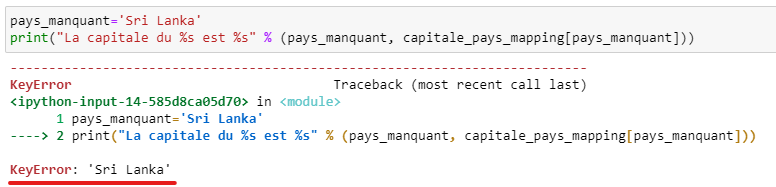 pays_manquant='Sri Lanka'
print("La capitale du %s est %s" % (pays_manquant, capitale_pays_mapping[pays_manquant]))
---------------------------------------------------------------------------
KeyError                                  Traceback (most recent call last)
<ipython-input-14-585d8ca05d70> in <module>
      1 pays_manquant='Sri Lanka'
----> 2 print("La capitale du %s est %s" % (pays_manquant, capitale_pays_mapping[pays_manquant]))
KeyError: 'Sri Lanka'